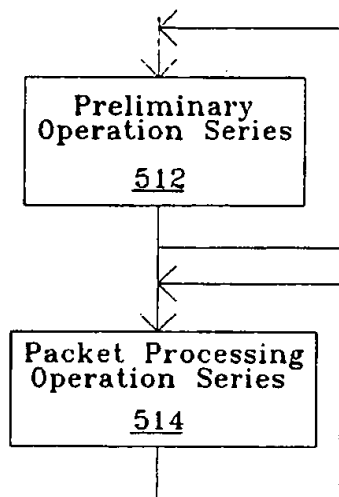 Preliminary
Operation Series
512
Packet Processing
Operation Series
514